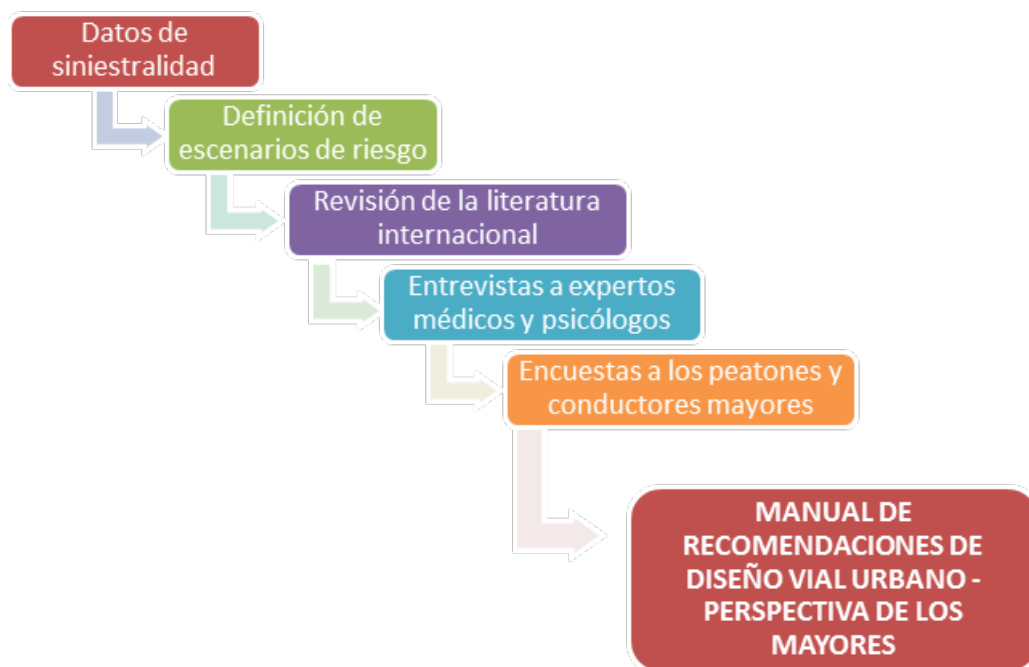 Datos de
siniestralidad
Definición de
escenarios de riesgo
Revisión de la literatura
internacional
Entrevistas a expertos
médicos y psicólogos
Encuestas a los peatones y
conductores mayores
MANUAL DE
RECOMENDACIONES DE
DISEÑO VIAL URBANO -
PERSPECTIVA DE LOS
MAYORES